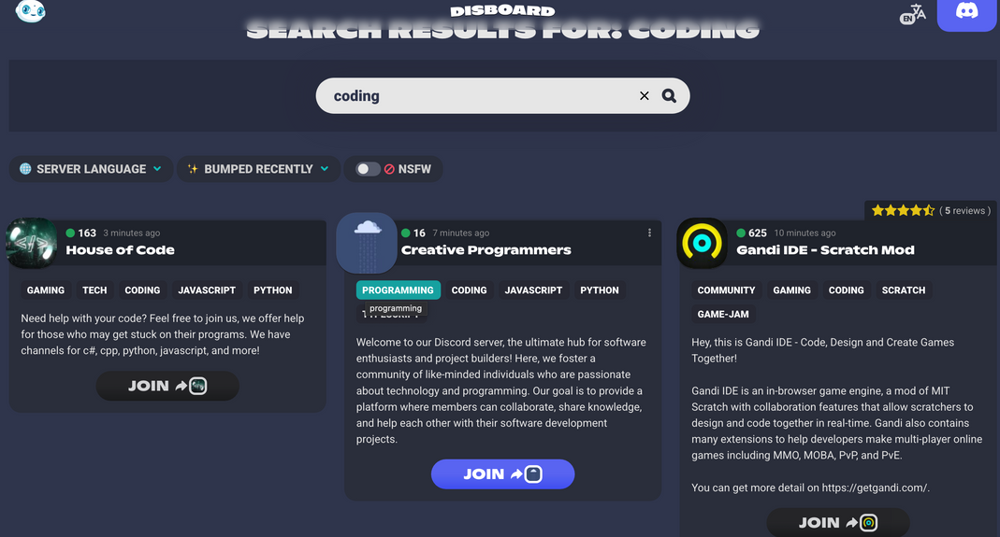 DISBOARD
EN
SEARCH RESULTS FOR: CODING
coding
SERVER LANGUAGE
BUMPED RECENTLY
NSFW
163 3 minutes ago
House of Code
GAMING TECH CODING JAVASCRIPT PYTHON
Need help with your code? Feel free to join us, we offer help
for those who may get stuck on their programs. We have
channels for c#, cpp, python, javascript, and more!
JOIN
16 7 minutes ago
Creative Programmers
PROGRAMMING CODING JAVASCRIPT PYTHON
programming
Welcome to our Discord server, the ultimate hub for software
enthusiasts and project builders! Here, we foster a
community of like-minded individuals who are passionate
about technology and programming. Our goal is to provide a
platform where members can collaborate, share knowledge,
and help each other with their software development
projects.
JOIN
( 5 reviews )
625 10 minutes ago
Gandi IDE - Scratch Mod
COMMUNITY GAMING CODING SCRATCH
GAME-JAM
Hey, this is Gandi IDE - Code, Design and Create Games
Together!
Gandi IDE is an in-browser game engine, a mod of MIT
Scratch with collaboration features that allow scratchers to
design and code together in real-time. Gandi also contains
many extensions to help developers make multi-player online
games including MMO, MOBA, PvP, and PvE.
You can get more detail on https://getgandi.com/.
JOIN